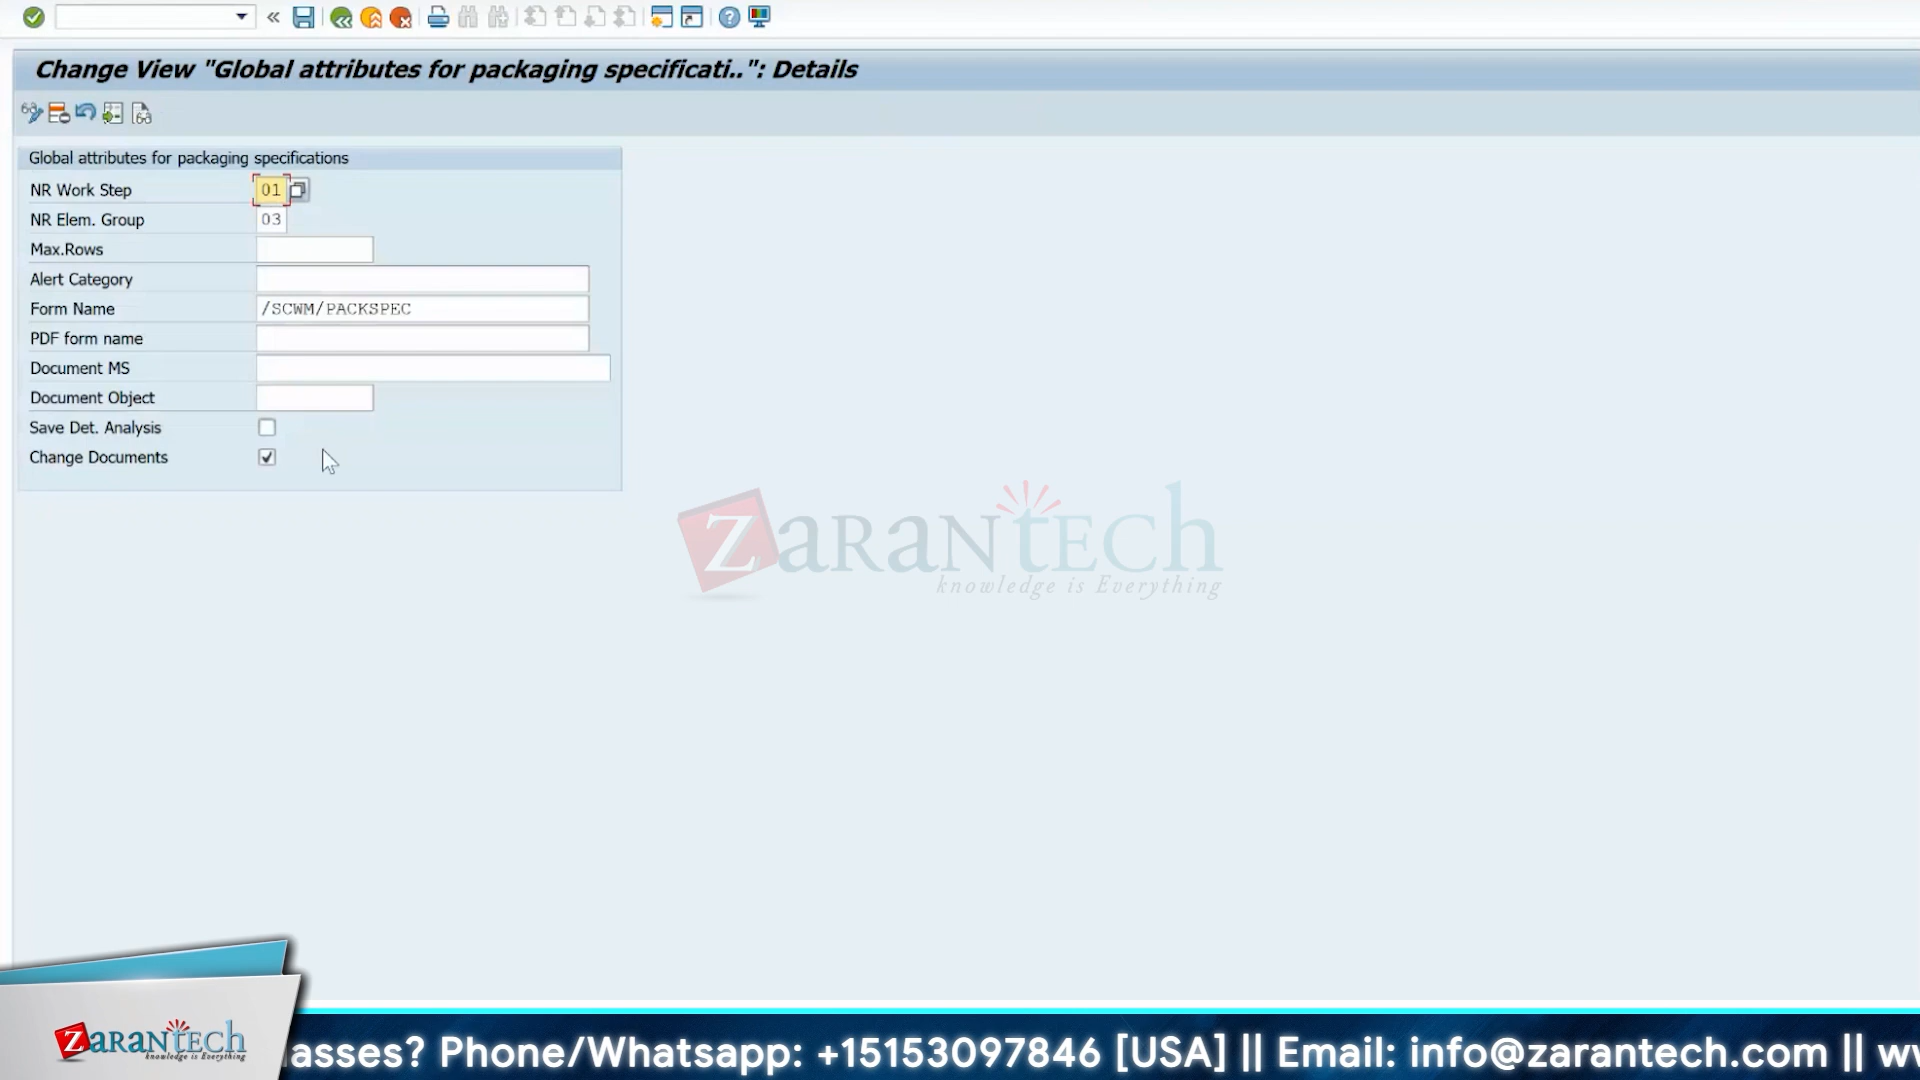 Change View "Global attributes for packaging specificati..": Details
Global attributes for packaging specifications
NR Work Step 01
NR Elem. Group 03
Max.Rows
Alert Category
Form Name /SCWM/PACKSPEC
PDF form name
Document MS
Document Object
Save Det. Analysis
Change Documents
ZaranTech
knowledge is Everything
ZaranTech
knowledge is Everything
lasses? Phone/Whatsapp: +15153097846 [USA] || Email: info@zarantech.com || w